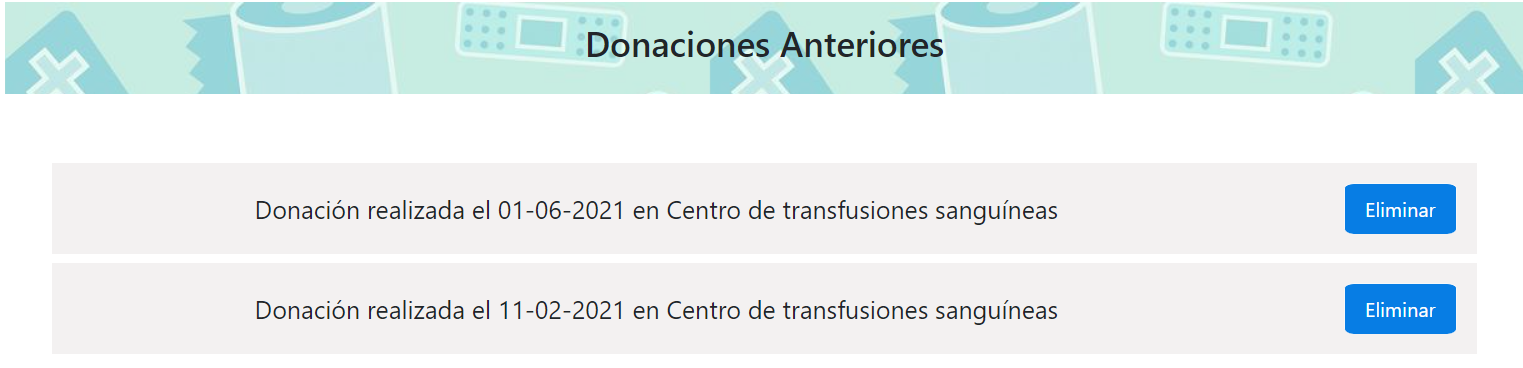 Donaciones Anteriores
Donación realizada el 01-06-2021 en Centro de transfusiones sanguíneas
Eliminar
Donación realizada el 11-02-2021 en Centro de transfusiones sanguíneas
Eliminar